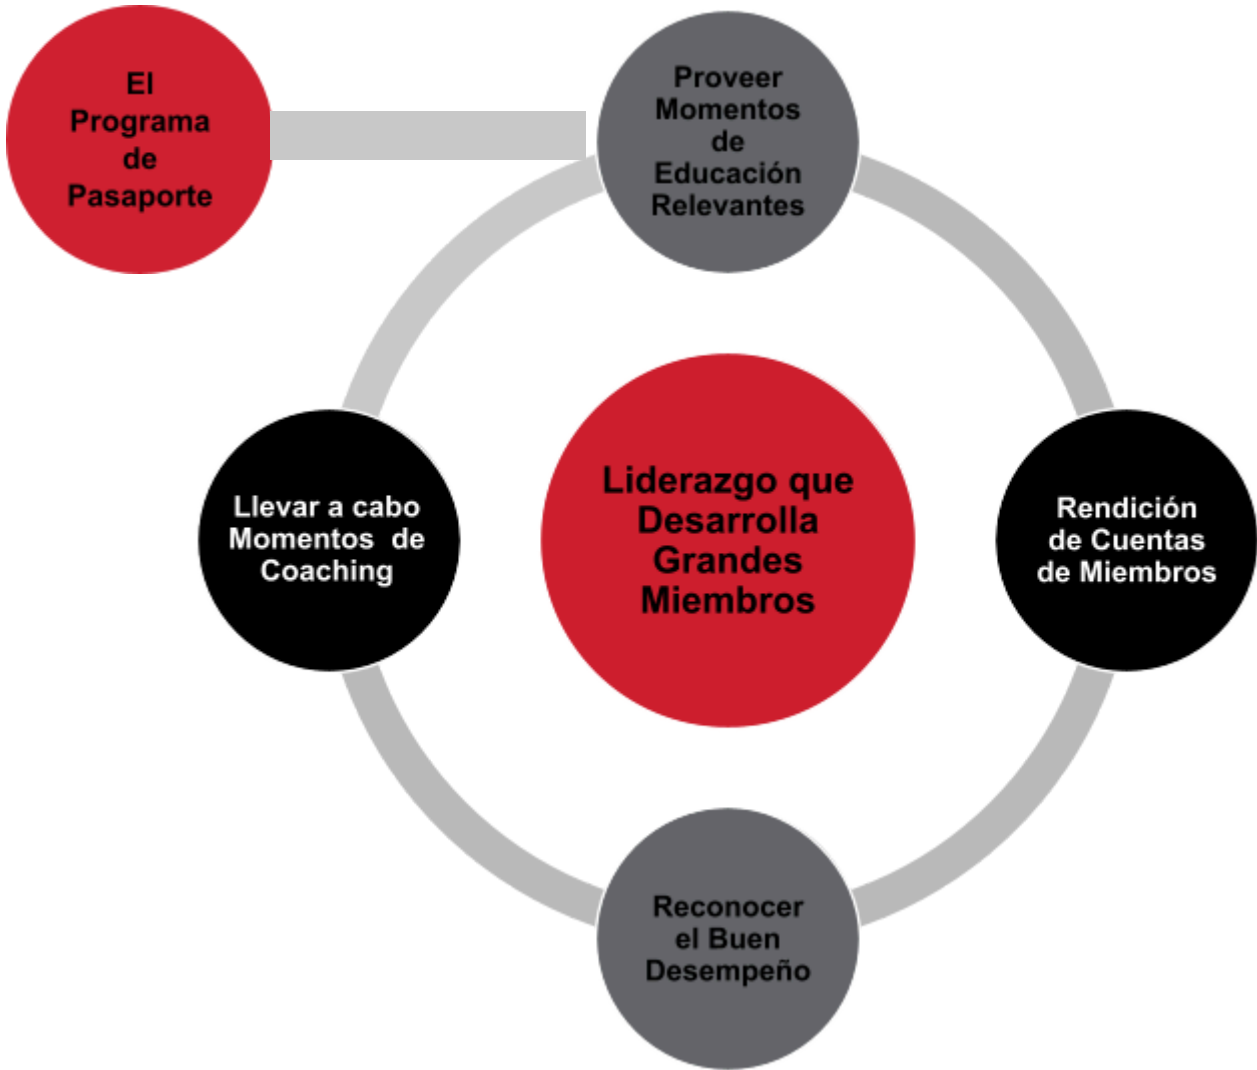 El
Programa
de
Pasaporte
Proveer
Momentos
de
Educación
Relevantes
Llevar a cabo
Momentos de
Coaching
Liderazgo que
Desarrolla
Grandes
Miembros
Rendición
de Cuentas
de Miembros
Reconocer
el Buen
Desempeño